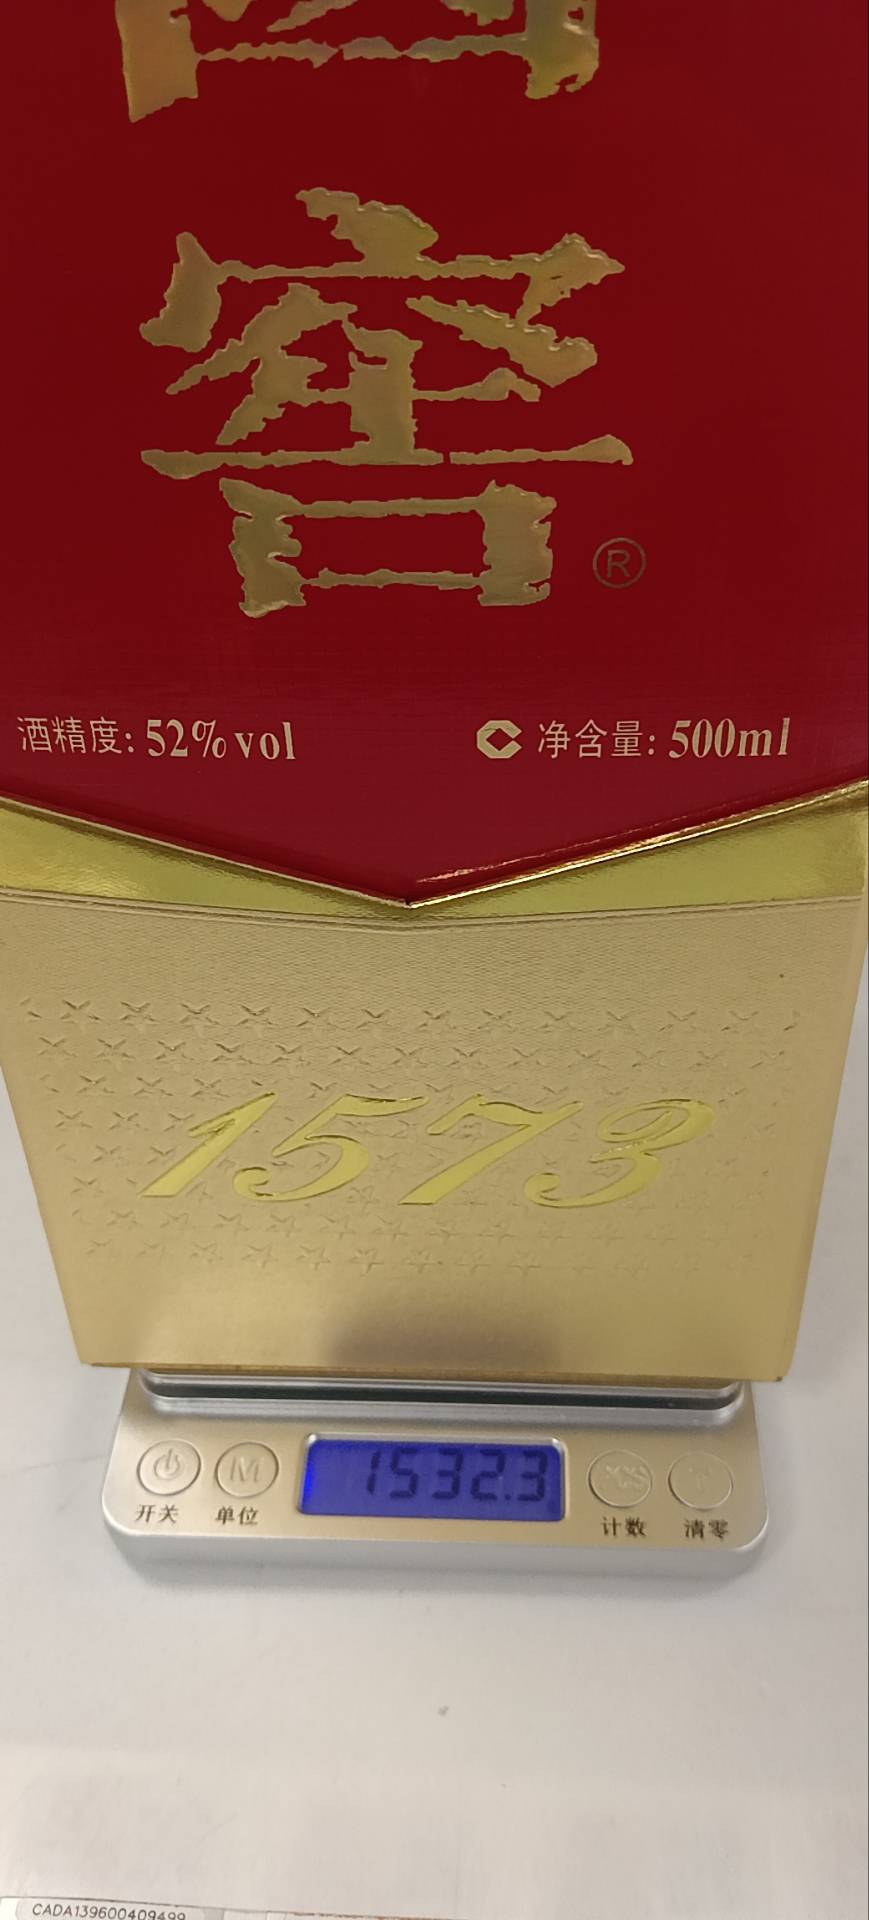 国
窖
®
酒精度: 52%vol
净含量: 500ml
1573
1532.3
M
开关
单位
计数
清零
CADA139600409499